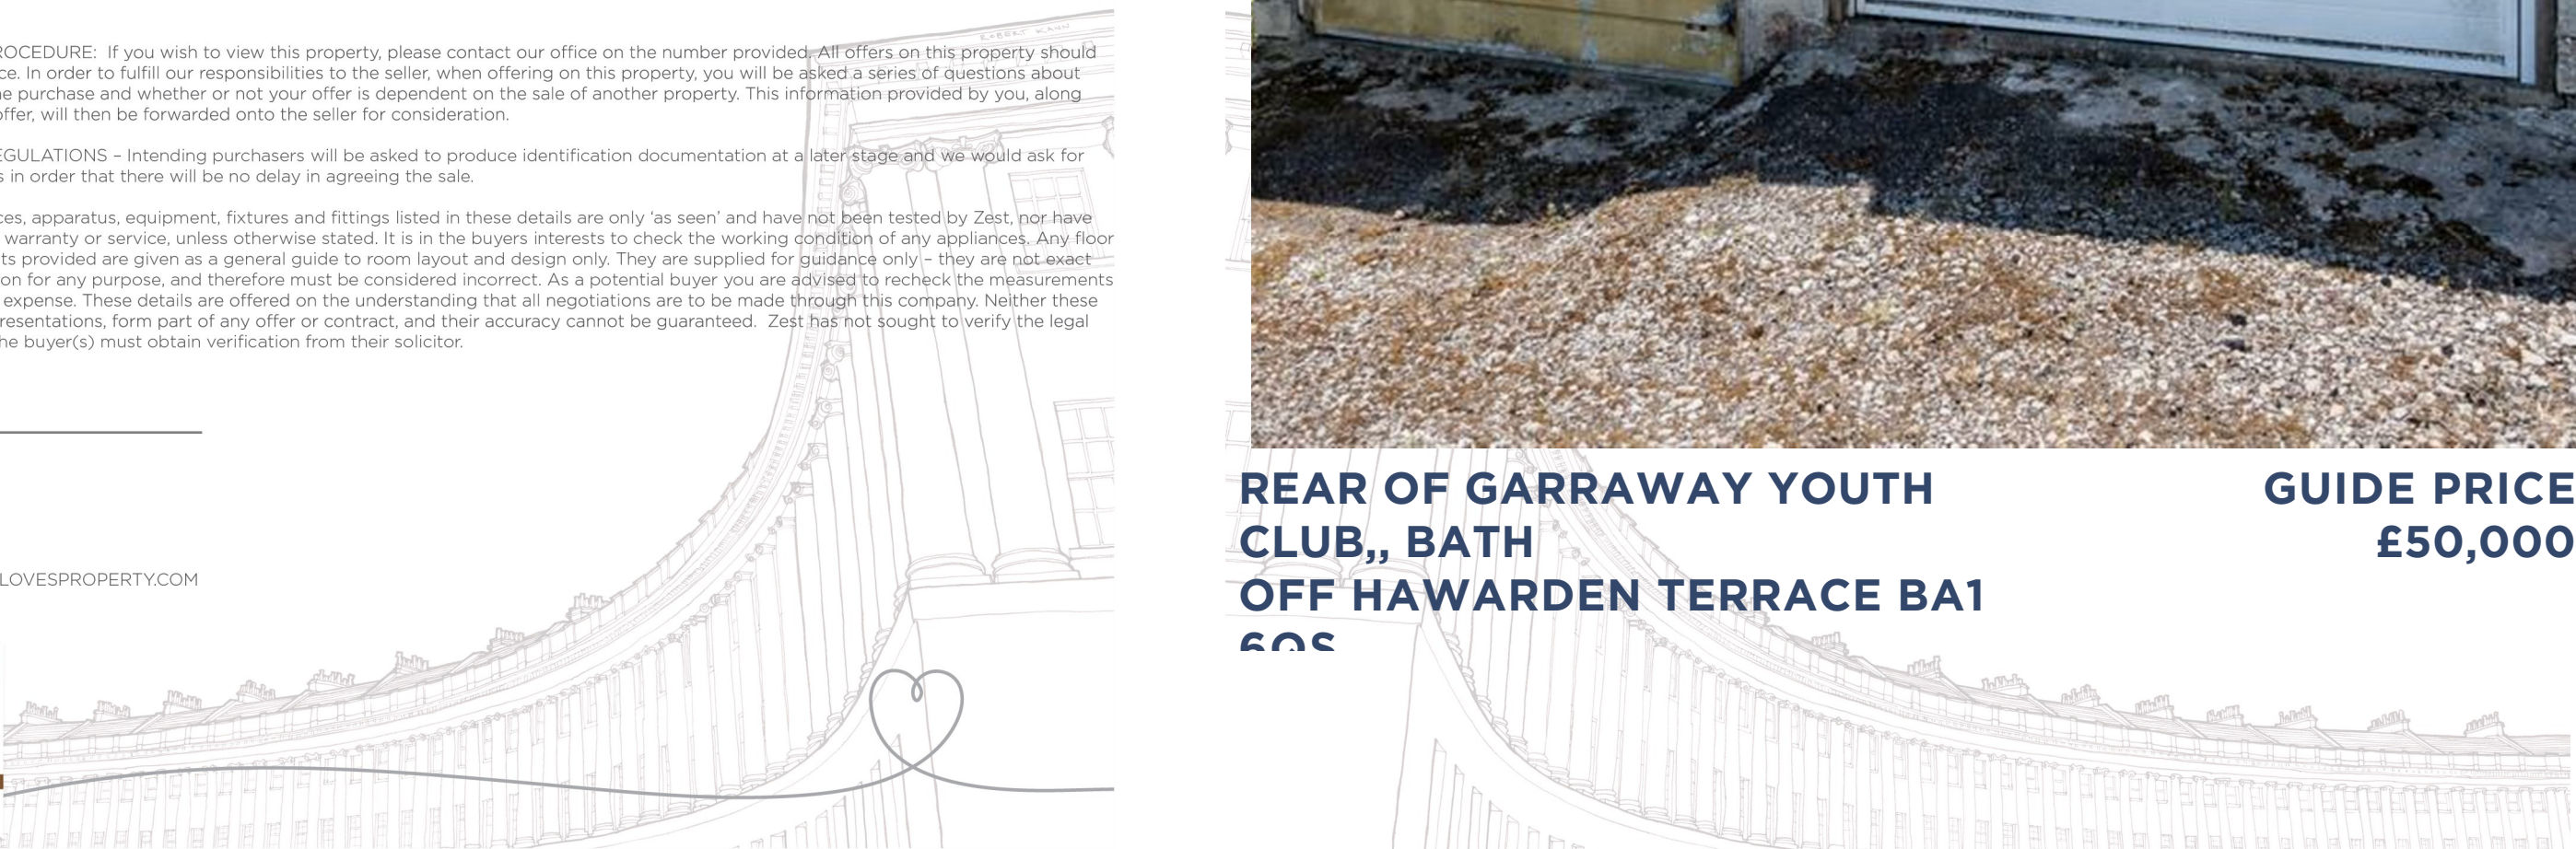 ROCEDURE: If you wish to view this property, please contact our office on the number provided. All offers on this property should
ce. In order to fulfill our responsibilities to the seller, when offering on this property, you will be asked a series of questions about
e purchase and whether or not your offer is dependent on the sale of another property. This information provided by you, along
offer, will then be forwarded onto the seller for consideration.
EGULATIONS – Intending purchasers will be asked to produce identification documentation at a later stage and we would ask for
s in order that there will be no delay in agreeing the sale.
ces, apparatus, equipment, fixtures and fittings listed in these details are only ‘as seen’ and have not been tested by Zest, nor have
warranty or service, unless otherwise stated. It is in the buyers interests to check the working condition of any appliances. Any floor
ts provided are given as a general guide to room layout and design only. They are supplied for guidance only – they are not exact
on for any purpose, and therefore must be considered incorrect. As a potential buyer you are advised to recheck the measurements
expense. These details are offered on the understanding that all negotiations are to be made through this company. Neither these
resentations, form part of any offer or contract, and their accuracy cannot be guaranteed. Zest has not sought to verify the legal
he buyer(s) must obtain verification from their solicitor.
LOVESPROPERTY.COM
ROBERT KAHN
REAR OF GARRAWAY YOUTH
CLUB,, BATH
OFF HAWARDEN TERRACE BA1
6QS
GUIDE PRICE
£50,000